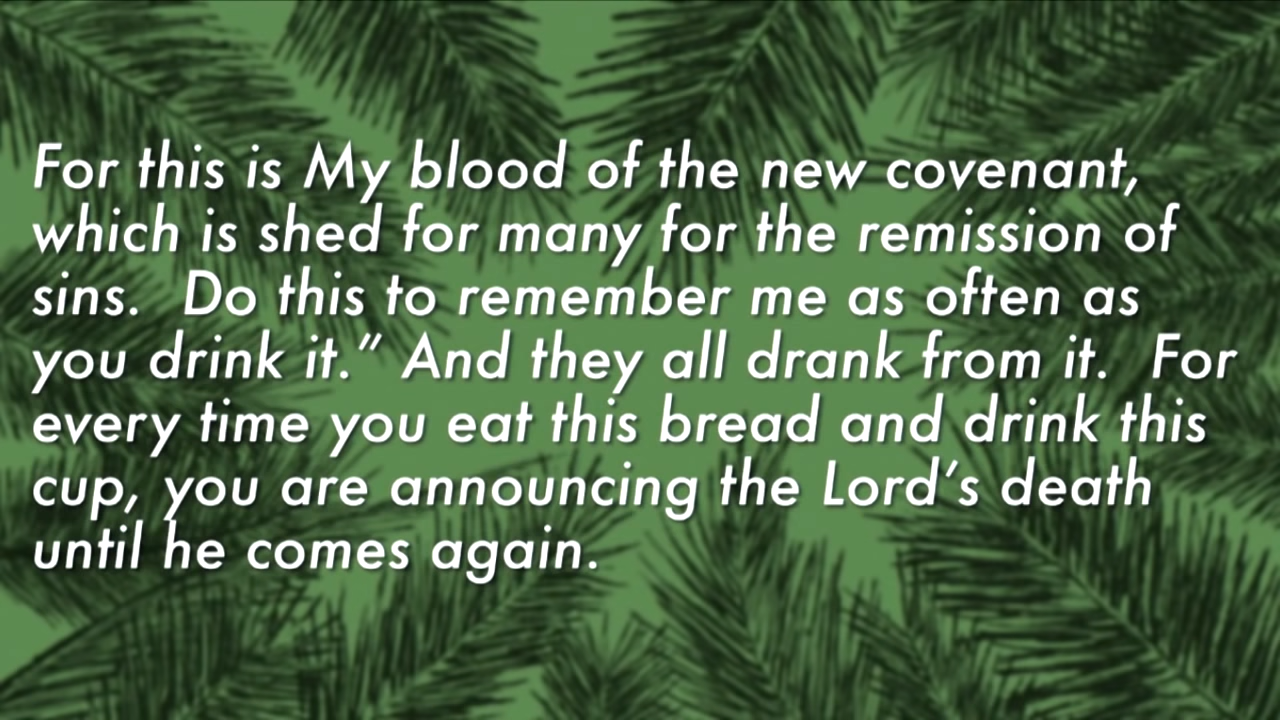 For this is My blood of the new covenant,
which is shed for many for the remission of
sins.  Do this to remember me as often as
you drink it.” And they all drank from it.  For
every time you eat this bread and drink this
cup, you are announcing the Lord’s death
until he comes again.